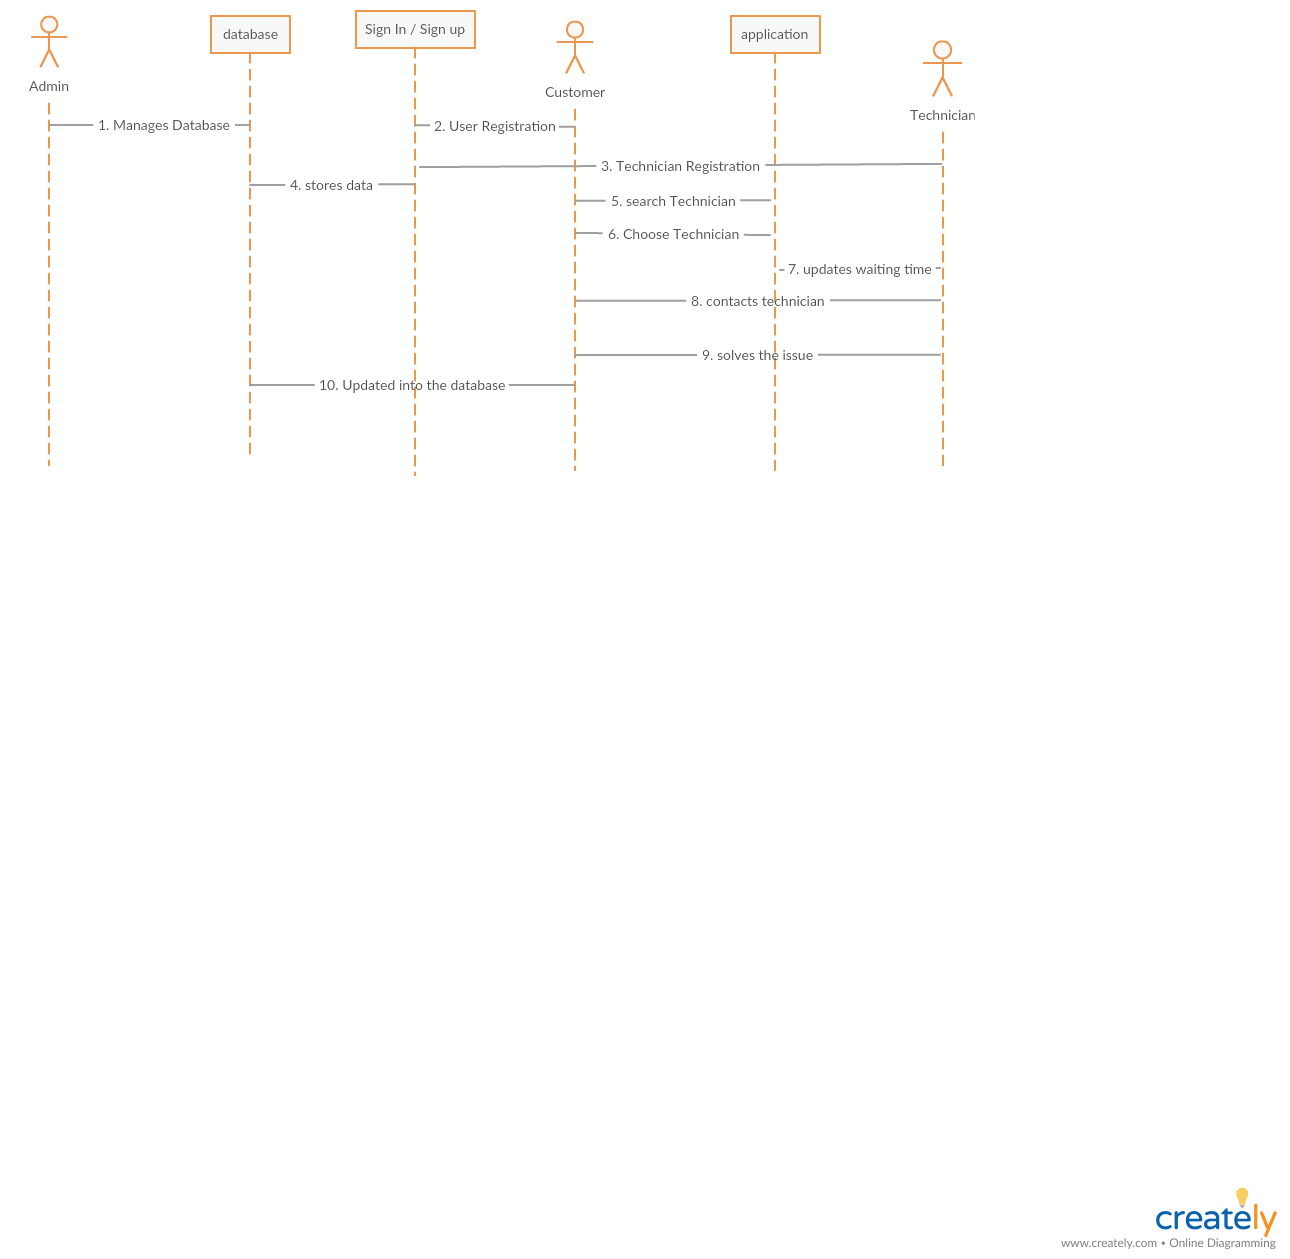 Admin
database
Sign In / Sign up
Customer
application
Technician
1. Manages Database
2. User Registration
3. Technician Registration
4. stores data
5. search Technician
6. Choose Technician
7. updates waiting time
8. contacts technician
9. solves the issue
10. Updated into the database
creately
www.creately.com • Online Diagramming